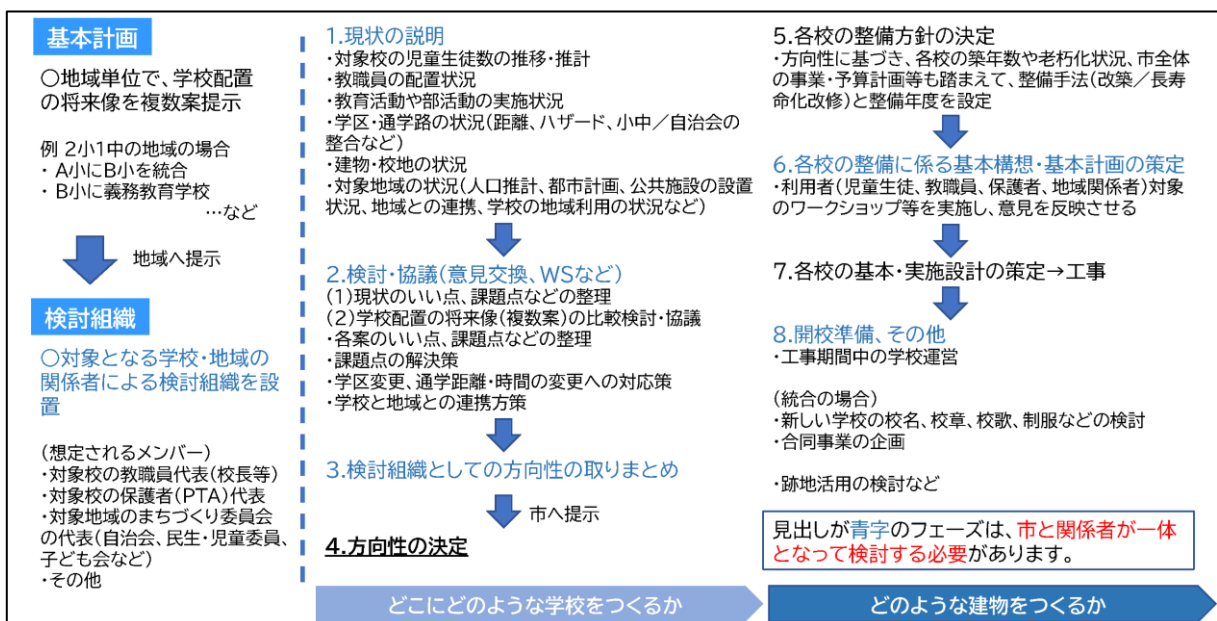 基本計画
〇地域単位で、学校配置
の将来像を複数案提示
例 2小1中の地域の場合
・ A小にB小を統合
・ B小に義務教育学校
…など
地域へ提示
検討組織
〇対象となる学校・地域の
関係者による検討組織を設
置
(想定されるメンバー)
・対象校の教職員代表(校長等)
・対象校の保護者(PTA)代表
・対象地域のまちづくり委員会
の代表(自治会、民生・児童委員、
子ども会など)
・その他
1.現状の説明
・対象校の児童生徒数の推移・推計
・教職員の配置状況
・教育活動や部活動の実施状況
・学区・通学路の状況(距離、ハザード、小中／自治会の
整合など)
・建物・校地の状況
・対象地域の状況(人口推計、都市計画、公共施設の設置
状況、地域との連携、学校の地域利用の状況など)
2.検討・協議(意見交換、WSなど)
(1)現状のいい点、課題点などの整理
(2)学校配置の将来像(複数案)の比較検討・協議
・各案のいい点、課題点などの整理
・課題点の解決策
・学区変更、通学距離・時間の変更への対応策
・学校と地域との連携方策
3.検討組織としての方向性の取りまとめ
市へ提示
4.方向性の決定
どこにどのような学校をつくるか
5.各校の整備方針の決定
・方向性に基づき、各校の築年数や老朽化状況、市全体
の事業・予算計画等も踏まえて、整備手法(改築／長寿
命化改修)と整備年度を設定
6.各校の整備に係る基本構想・基本計画の策定
・利用者(児童生徒、教職員、保護者、地域関係者)対象
のワークショップ等を実施し、意見を反映させる
7.各校の基本・実施設計の策定→工事
8.開校準備、その他
・工事期間中の学校運営
(統合の場合)
・新しい学校の校名、校章、校歌、制服などの検討
・合同事業の企画
・跡地活用の検討など
見出しが青字のフェーズは、市と関係者が一体
となって検討する必要があります。
どのような建物をつくるか